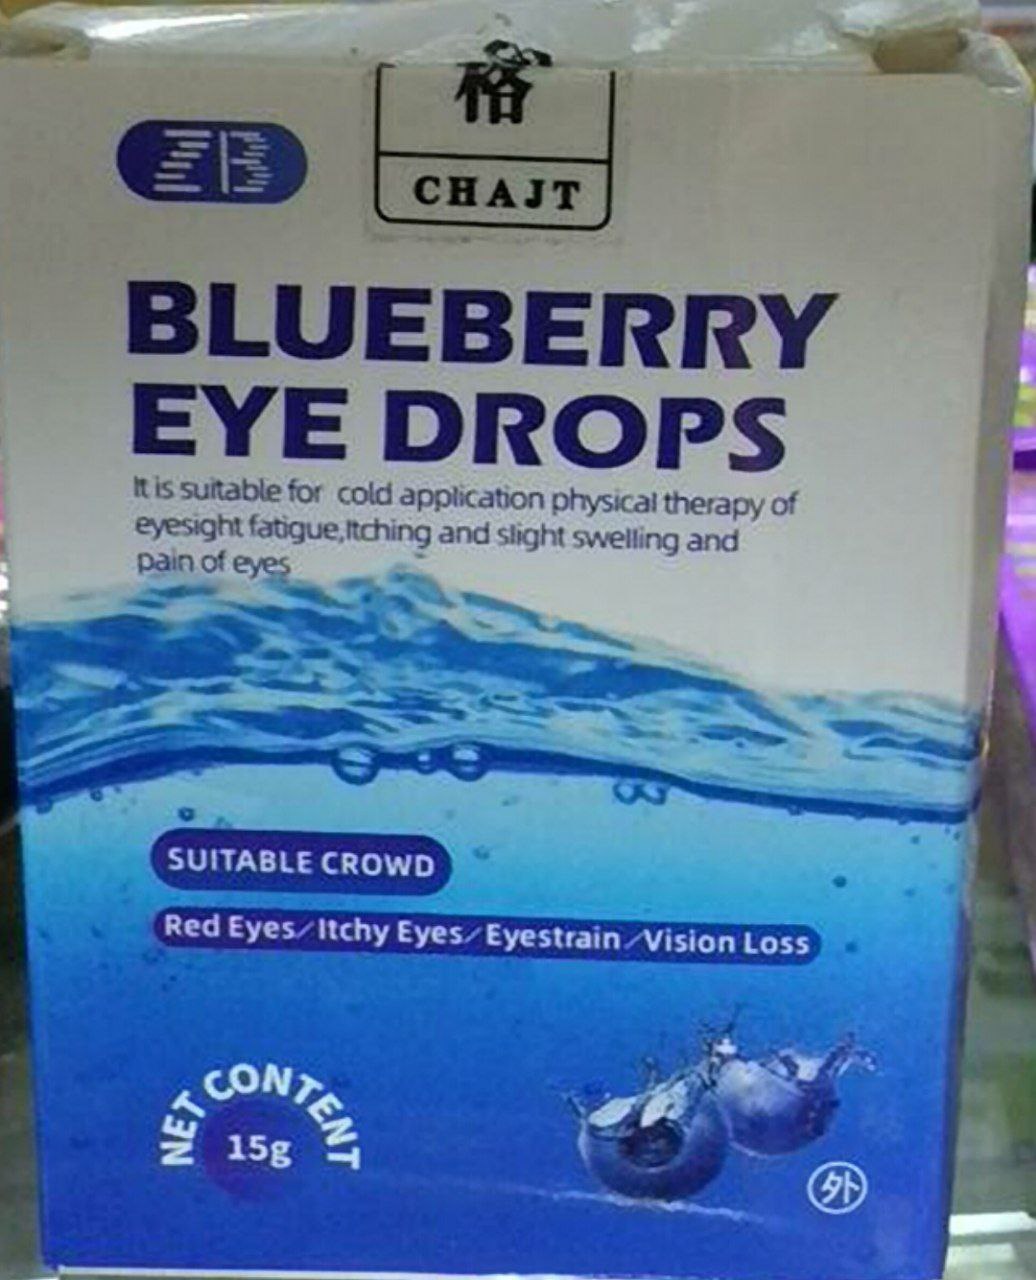 格
ZB
CHAJT
BLUEBERRY
EYE DROPS
It is suitable for cold application physical therapy of
eyesight fatigue,Itching and slight swelling and
pain of eyes
SUITABLE CROWD
Red Eyes/Itchy Eyes/Eyestrain/Vision Loss
NET CONTENT
15g
外